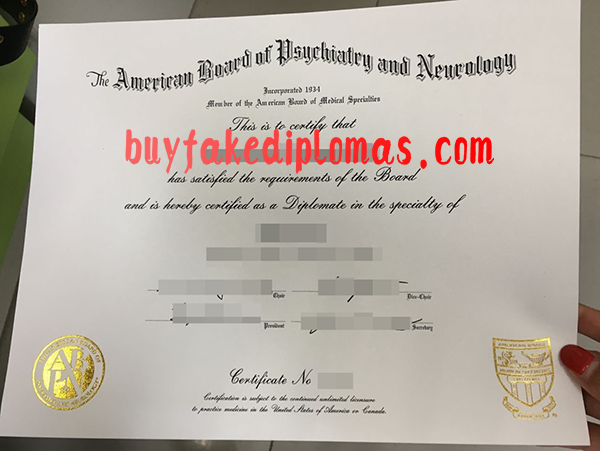 The American Board of Psychiatry and Neurology
Incorporated 1934
Member of the American Board of Medical Specialties
This is to certify that
buyfakediplomas.com
has satisfied the requirements of the Board
and is hereby certified as a Diplomate in the specialty of
Chair Vice-Chair
President Secretary
Certificate No
Certification is subject to the continued unlimited licensure
to practice medicine in the United States of America or Canada.
ABPN